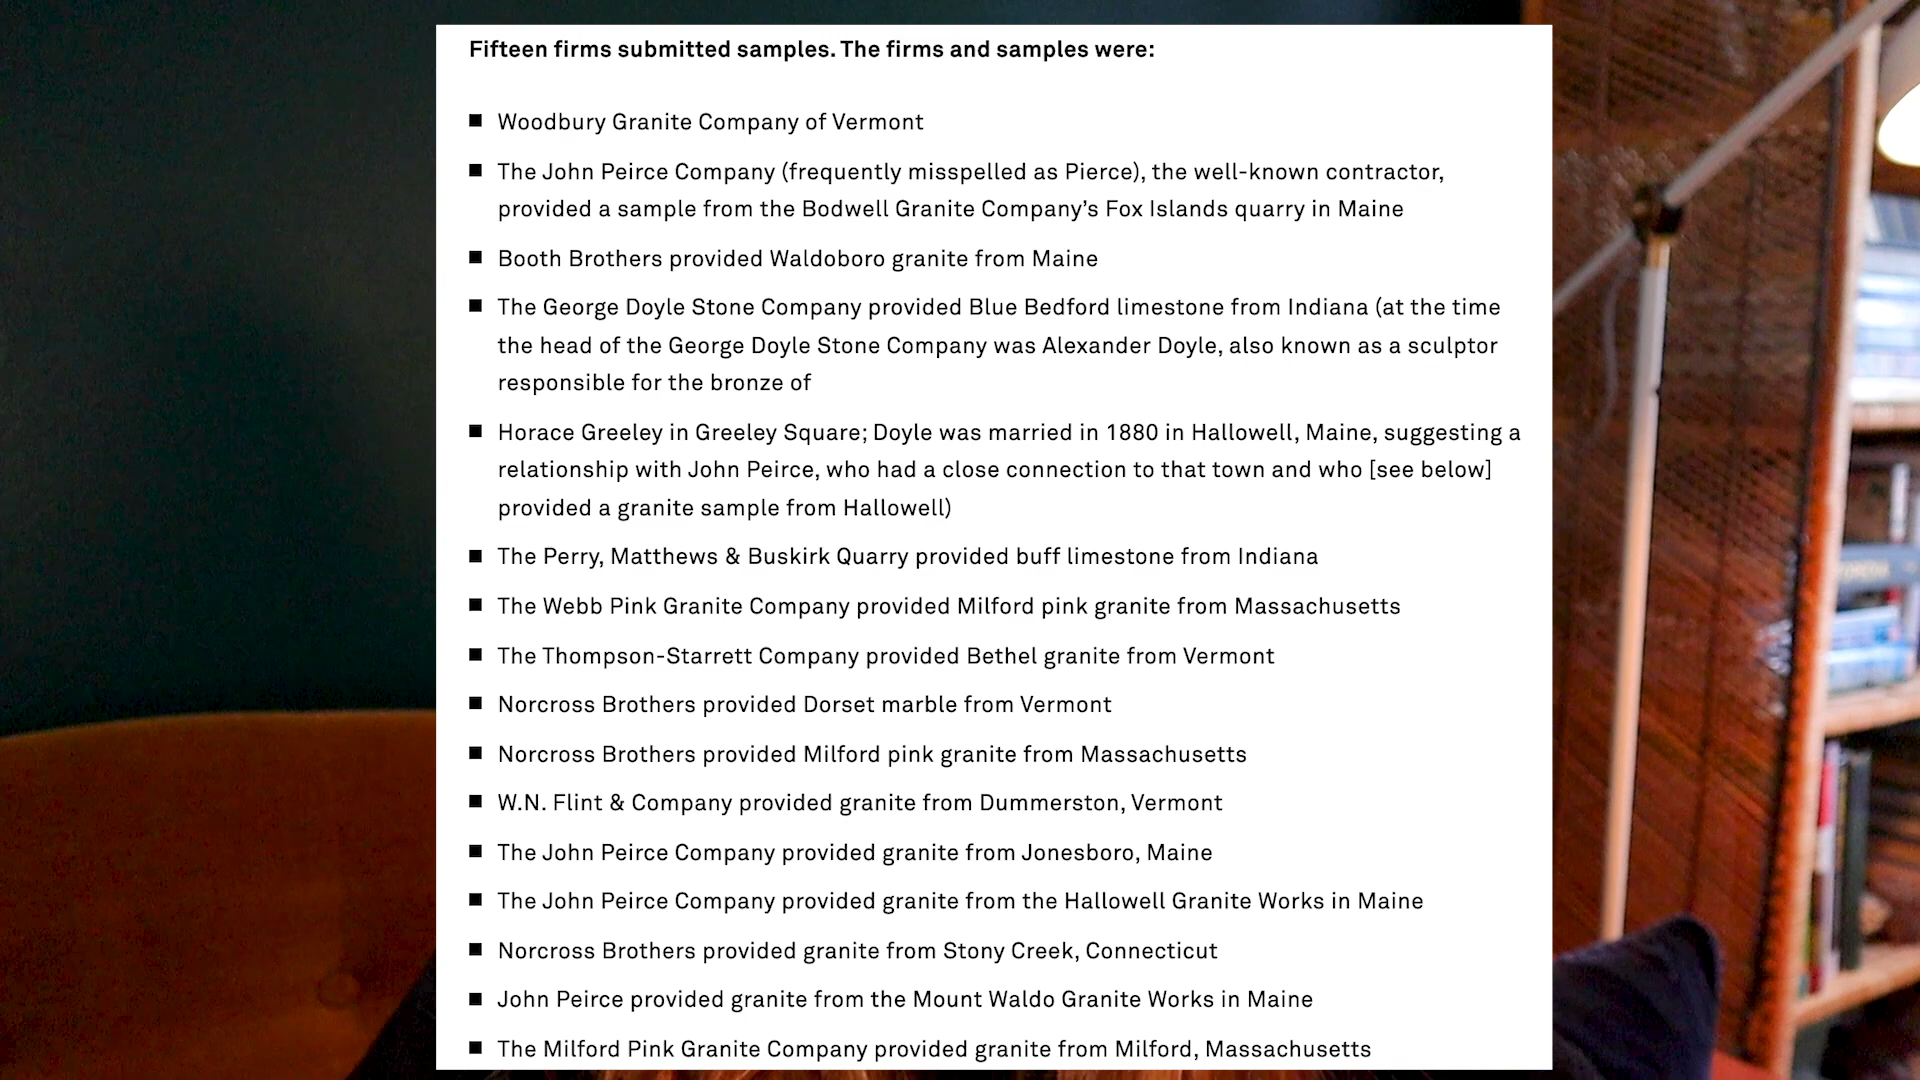 Fifteen firms submitted samples. The firms and samples were:
■ Woodbury Granite Company of Vermont
■ The John Peirce Company (frequently misspelled as Pierce), the well-known contractor,
provided a sample from the Bodwell Granite Company’s Fox Islands quarry in Maine
■ Booth Brothers provided Waldoboro granite from Maine
■ The George Doyle Stone Company provided Blue Bedford limestone from Indiana (at the time
the head of the George Doyle Stone Company was Alexander Doyle, also known as a sculptor
responsible for the bronze of
■ Horace Greeley in Greeley Square; Doyle was married in 1880 in Hallowell, Maine, suggesting a
relationship with John Peirce, who had a close connection to that town and who [see below]
provided a granite sample from Hallowell)
■ The Perry, Matthews & Buskirk Quarry provided buff limestone from Indiana
■ The Webb Pink Granite Company provided Milford pink granite from Massachusetts
■ The Thompson-Starrett Company provided Bethel granite from Vermont
■ Norcross Brothers provided Dorset marble from Vermont
■ Norcross Brothers provided Milford pink granite from Massachusetts
■ W.N. Flint & Company provided granite from Dummerston, Vermont
■ The John Peirce Company provided granite from Jonesboro, Maine
■ The John Peirce Company provided granite from the Hallowell Granite Works in Maine
■ Norcross Brothers provided granite from Stony Creek, Connecticut
■ John Peirce provided granite from the Mount Waldo Granite Works in Maine
■ The Milford Pink Granite Company provided granite from Milford, Massachusetts